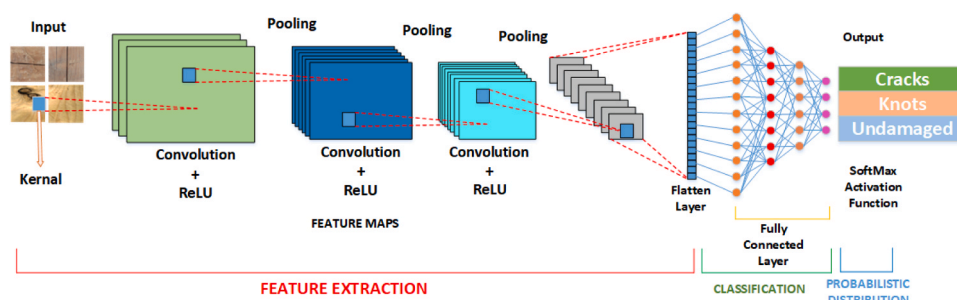 Input
Pooling
Pooling
Pooling
Output
Cracks
Knots
Undamaged
Kernal
Convolution
+
ReLU
Convolution
+
ReLU
Convolution
+
ReLU
FEATURE MAPS
Flatten
Layer
SoftMax
Activation
Function
Fully
Connected
Layer
FEATURE EXTRACTION
CLASSIFICATION
PROBABILISTIC
DISTRIBUTION